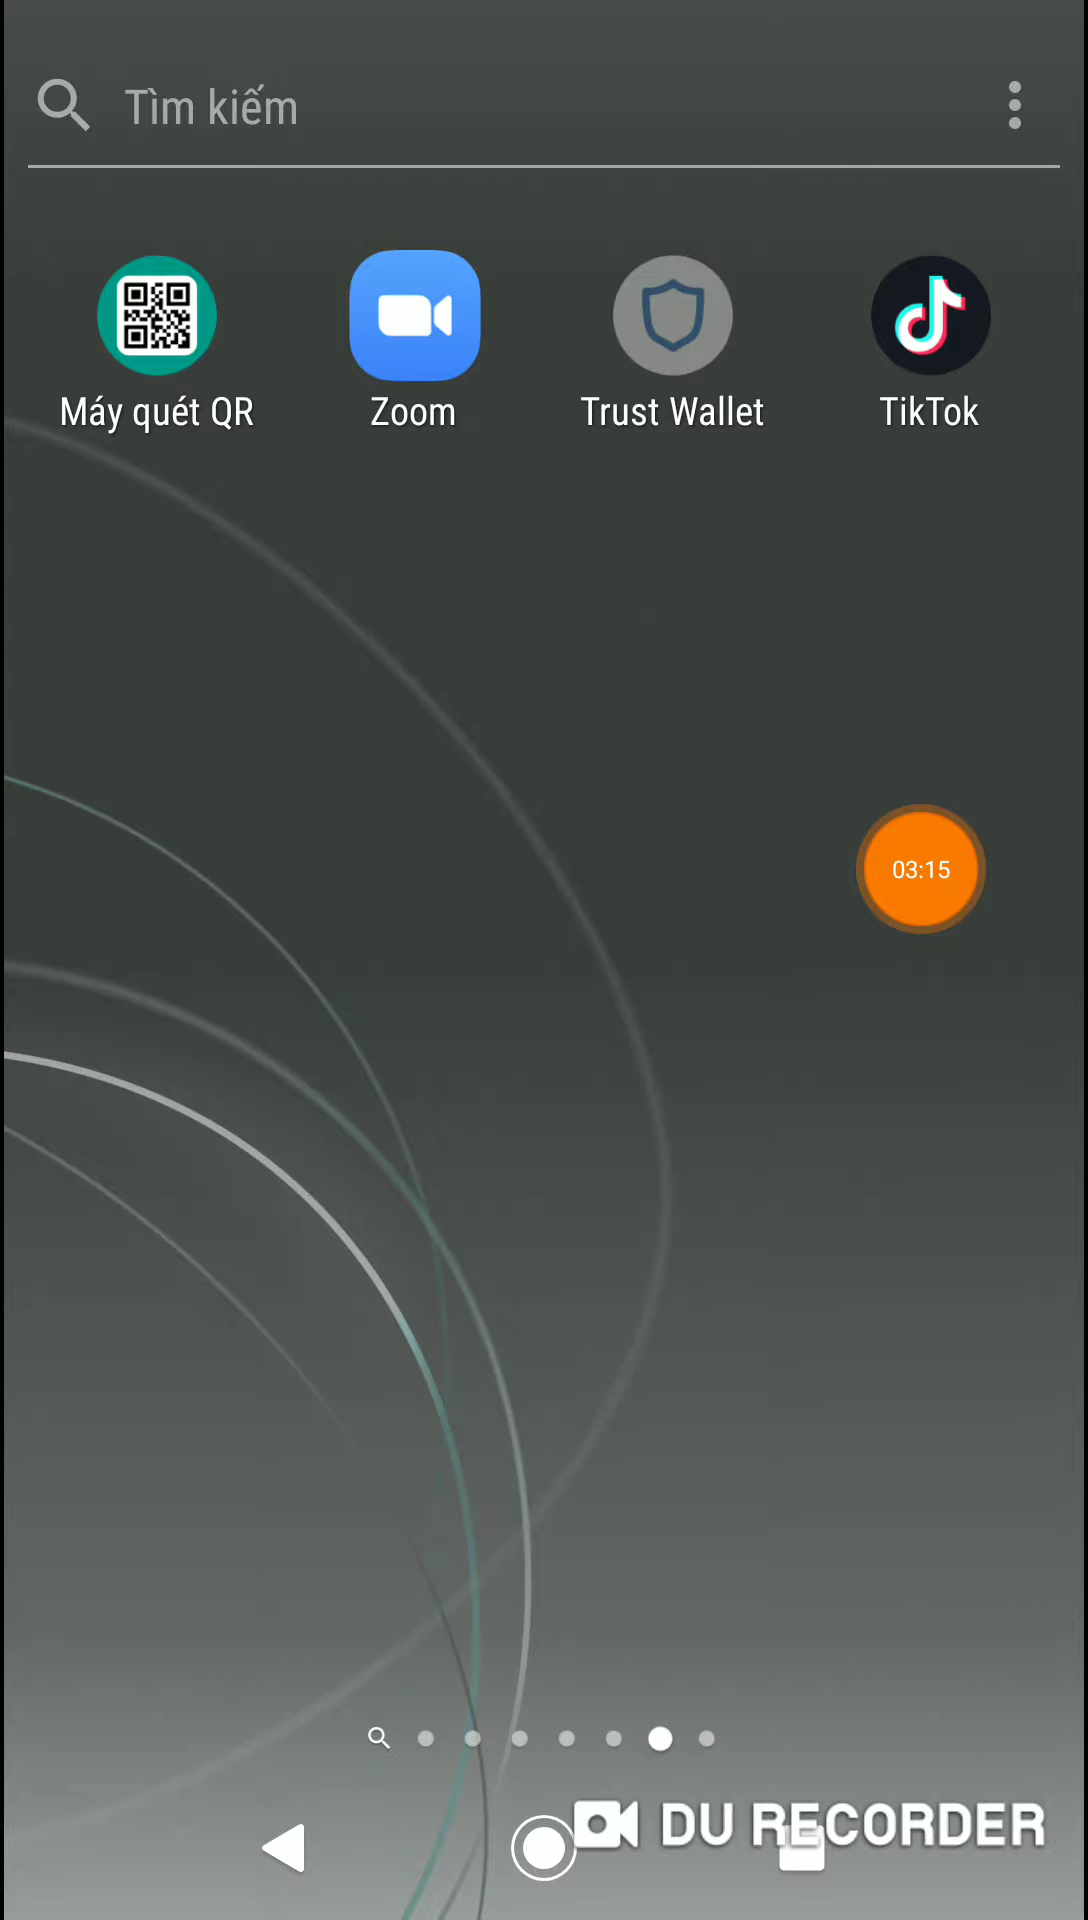 Tìm kiếm
Máy quét QR
Zoom
Trust Wallet
TikTok
03:15
DU RECORDER